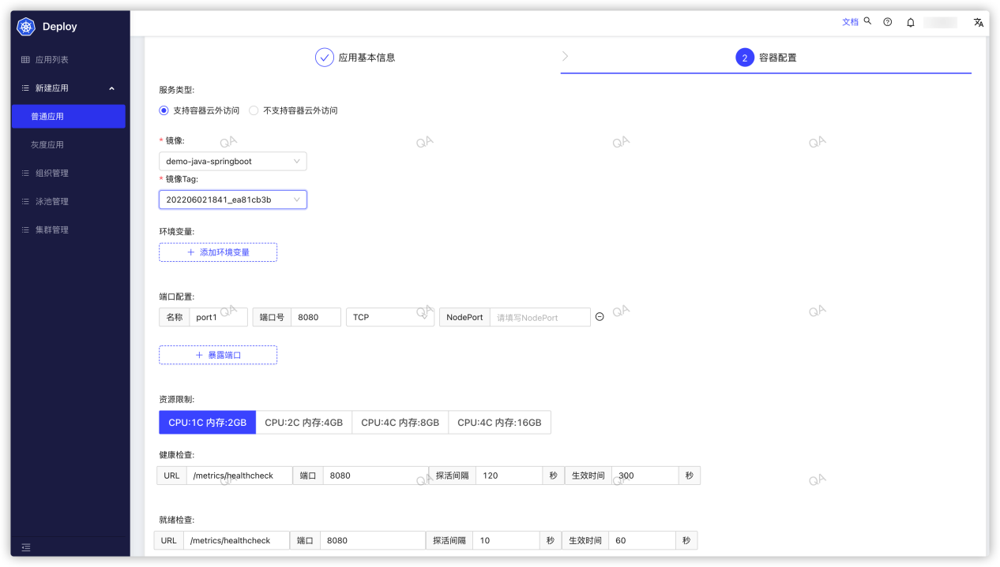 Deploy
文档
应用列表
新建应用
普通应用
灰度应用
组织管理
泳池管理
集群管理
应用基本信息
2 容器配置
服务类型:
支持容器云外访问 不支持容器云外访问
* 镜像:
QA QA QA QA
demo-java-springboot
* 镜像Tag:
202206021841_ea81cb3b
环境变量:
+ 添加环境变量
端口配置:
QA QA QA QA
名称 port1 端口号 8080 TCP NodePort 请填写NodePort
+ 暴露端口
资源限制:
CPU:1C 内存:2GB CPU:2C 内存:4GB CPU:4C 内存:8GB CPU:4C 内存:16GB
健康检查:
URL /metrics/healthcheck 端口 8080 探活间隔 120 秒 生效时间 300 秒
QA QA QA QA
就绪检查:
URL /metrics/healthcheck 端口 8080 探活间隔 10 秒 生效时间 60 秒